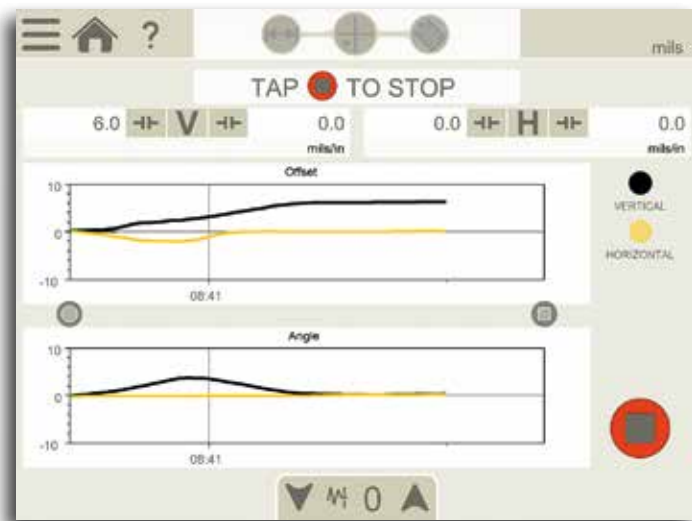 ?
mils
TAP TO STOP
6.0 V 0.0 mils/in
0.0 H 0.0 mils/in
Offset
10
0
-10
08:41
VERTICAL
HORIZONTAL
Angle
10
0
-10
08:41
0